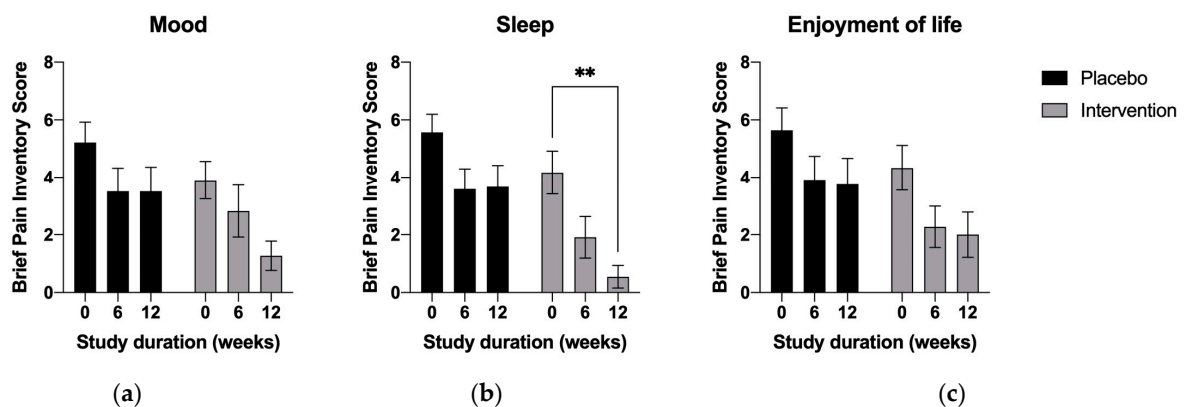 Mood
Brief Pain Inventory Score
8
6
4
2
0
0 6 12 0 6 12
Study duration (weeks)
(a)
Sleep
Brief Pain Inventory Score
8
6
4
2
0
**
0 6 12 0 6 12
Study duration (weeks)
(b)
Enjoyment of life
Brief Pain Inventory Score
8
6
4
2
0
0 6 12 0 6 12
Study duration (weeks)
(c)
Placebo
Intervention